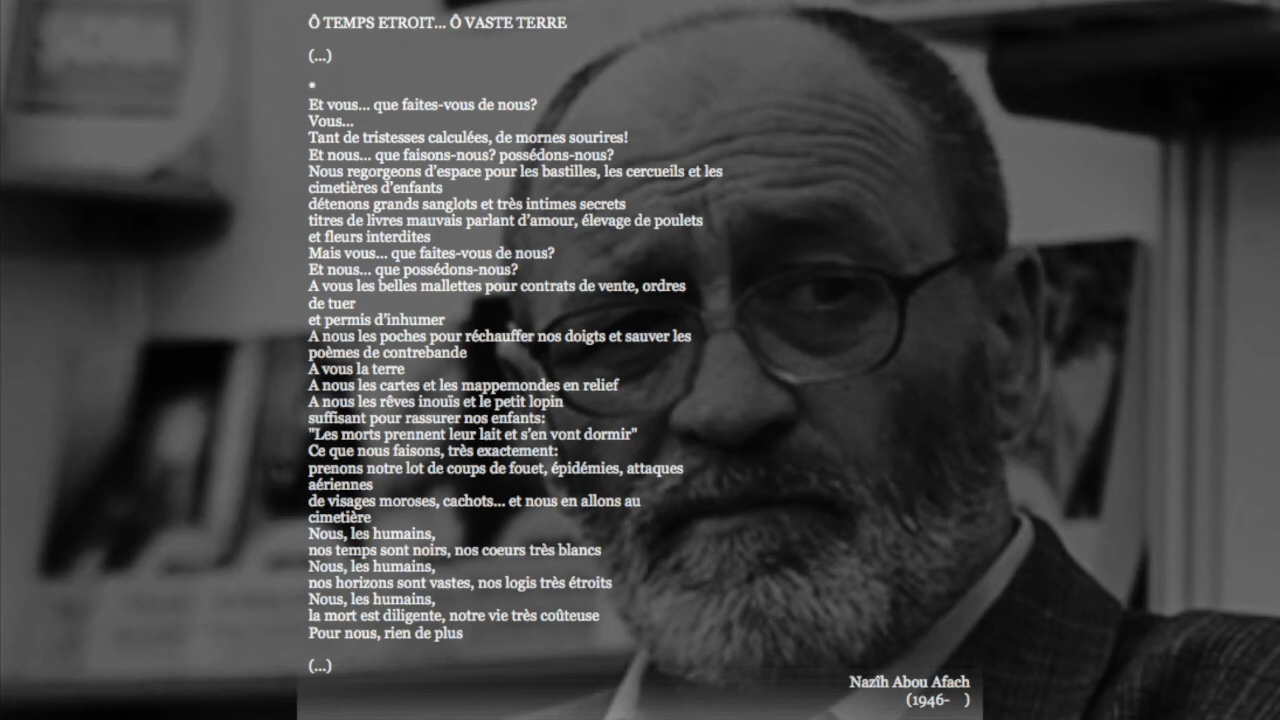 Ô TEMPS ETROIT... Ô VASTE TERRE
(...)
*
Et vous... que faites-vous de nous?
Vous...
Tant de tristesses calculées, de mornes sourires!
Et nous... que faisons-nous? possédons-nous?
Nous regorgeons d'espace pour les bastilles, les cercueils et les
cimetières d'enfants
détenons grands sanglots et très intimes secrets
titres de livres mauvais parlant d'amour, élevage de poulets
et fleurs interdites
Mais vous... que faites-vous de nous?
Et nous... que possédons-nous?
A vous les belles mallettes pour contrats de vente, ordres
de tuer
et permis d'inhumer
A nous les poches pour réchauffer nos doigts et sauver les
poèmes de contrebande
A vous la terre
A nous les cartes et les mappemondes en relief
A nous les rêves inouïs et le petit lopin
suffisant pour rassurer nos enfants:
"Les morts prennent leur lait et s'en vont dormir"
Ce que nous faisons, très exactement:
prenons notre lot de coups de fouet, épidémies, attaques
aériennes
de visages moroses, cachots... et nous en allons au
cimetière
Nous, les humains,
nos temps sont noirs, nos coeurs très blancs
Nous, les humains,
nos horizons sont vastes, nos logis très étroits
Nous, les humains,
la mort est diligente, notre vie très coûteuse
Pour nous, rien de plus
(...)
Nazîh Abou Afach
(1946- )